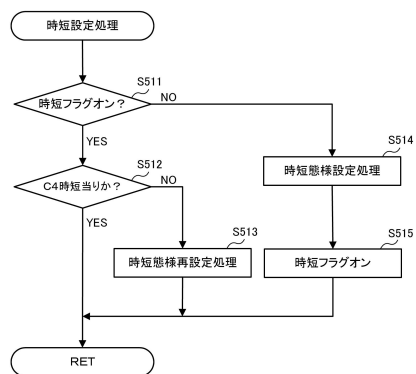 時短設定処理
S511
時短フラグオン？
NO
YES
S514
時短態様設定処理
S512
C4時短当りか？
NO
YES
S513
時短態様再設定処理
S515
時短フラグオン
RET